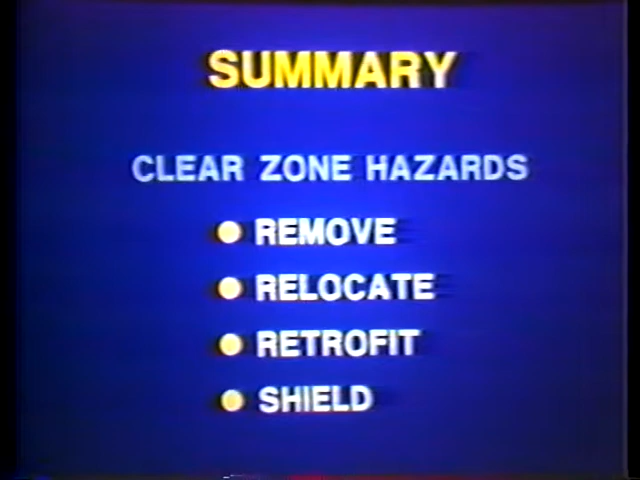 SUMMARY
CLEAR ZONE HAZARDS
REMOVE
RELOCATE
RETROFIT
SHIELD